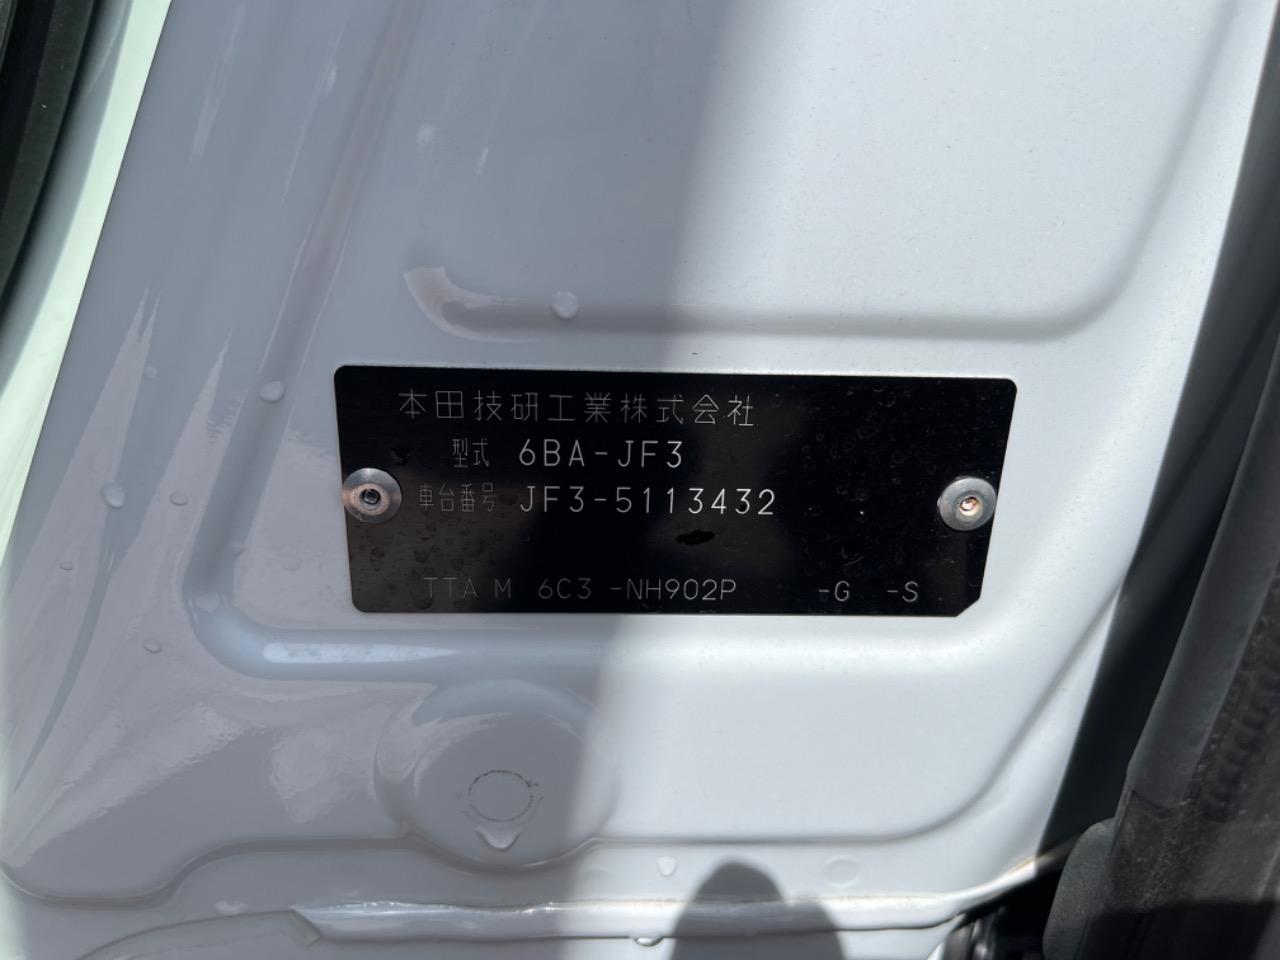 本田技研工業株式会社
型式 6BA-JF3
車台番号 JF3-5113432
TTA M 6C3 -NH902P -G -S